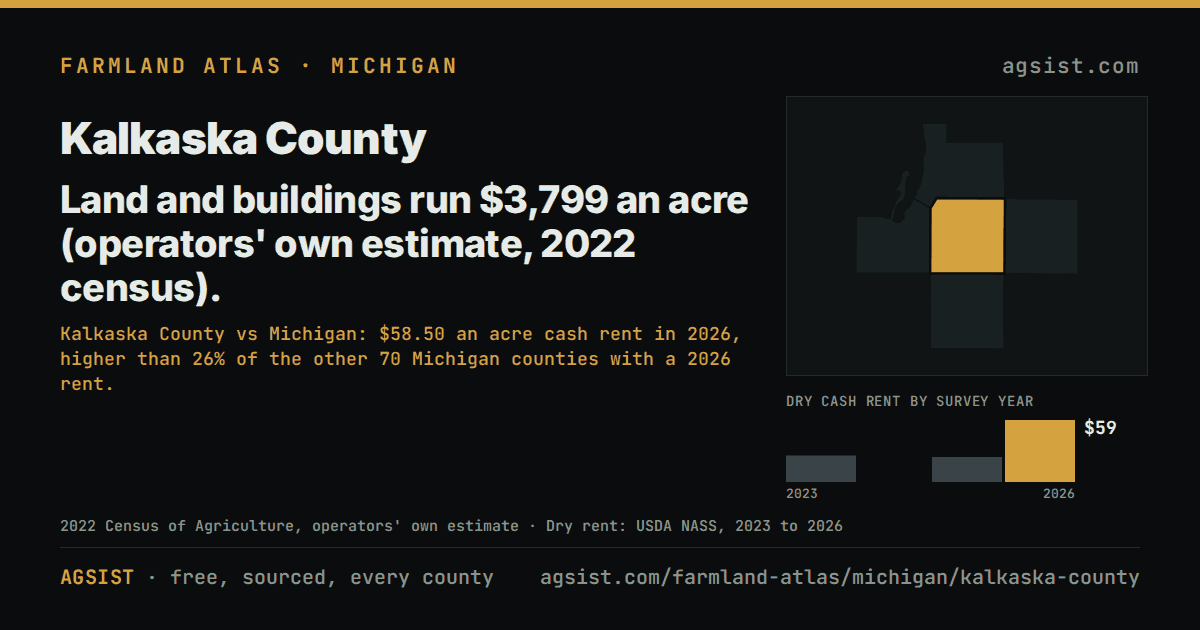 FARMLAND ATLAS · MICHIGAN
agsist.com
Kalkaska County
Land and buildings run $3,799 an acre
(operators' own estimate, 2022
census).
Kalkaska County vs Michigan: $58.50 an acre cash rent in 2026,
higher than 26% of the other 70 Michigan counties with a 2026
rent.
DRY CASH RENT BY SURVEY YEAR
$59
2023
2026
2022 Census of Agriculture, operators' own estimate · Dry rent: USDA NASS, 2023 to 2026
AGSIST · free, sourced, every county
agsist.com/farmland-atlas/michigan/kalkaska-county